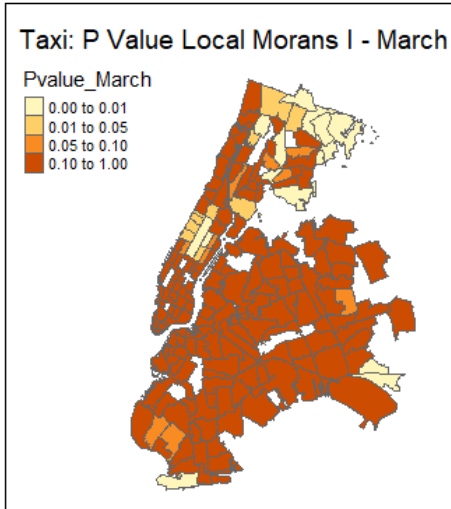 Taxi: P Value Local Morans I - March
Pvalue_March
0.00 to 0.01
0.01 to 0.05
0.05 to 0.10
0.10 to 1.00